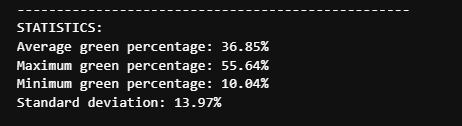 --------------------------------------------------
STATISTICS:
Average green percentage: 36.85%
Maximum green percentage: 55.64%
Minimum green percentage: 10.04%
Standard deviation: 13.97%